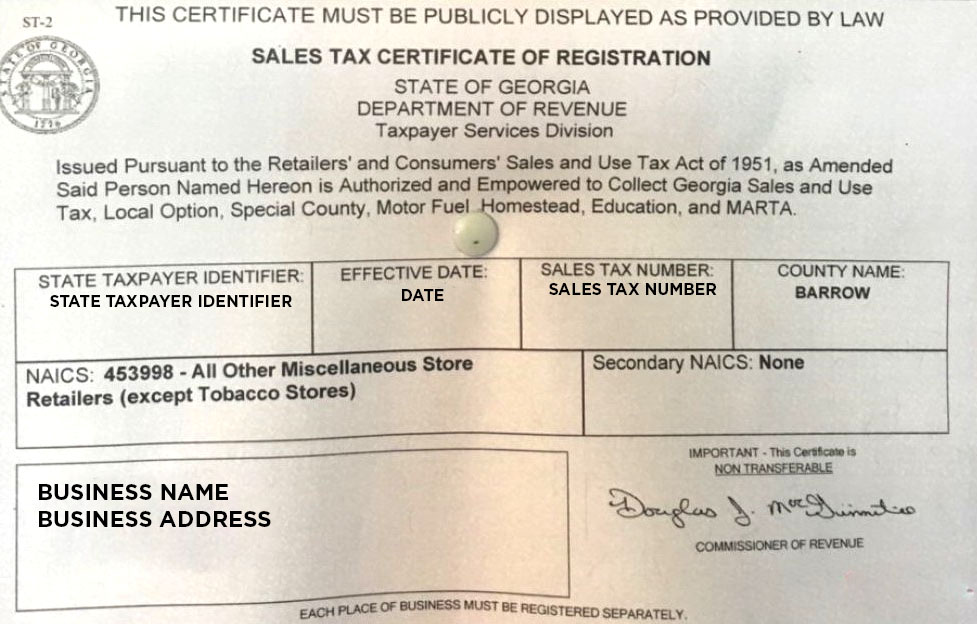 ST-2
THIS CERTIFICATE MUST BE PUBLICLY DISPLAYED AS PROVIDED BY LAW
STATE OF GEORGIA
1776
SALES TAX CERTIFICATE OF REGISTRATION
STATE OF GEORGIA
DEPARTMENT OF REVENUE
Taxpayer Services Division
Issued Pursuant to the Retailers' and Consumers' Sales and Use Tax Act of 1951, as Amended
Said Person Named Hereon is Authorized and Empowered to Collect Georgia Sales and Use
Tax, Local Option, Special County, Motor Fuel, Homestead, Education, and MARTA.
STATE TAXPAYER IDENTIFIER:
STATE TAXPAYER IDENTIFIER
EFFECTIVE DATE:
DATE
SALES TAX NUMBER:
SALES TAX NUMBER
COUNTY NAME:
BARROW
NAICS: 453998 - All Other Miscellaneous Store
Retailers (except Tobacco Stores)
Secondary NAICS: None
BUSINESS NAME
BUSINESS ADDRESS
IMPORTANT - This Certificate is
NON TRANSFERABLE
Douglas J. MacGinnitie
COMMISSIONER OF REVENUE
EACH PLACE OF BUSINESS MUST BE REGISTERED SEPARATELY.